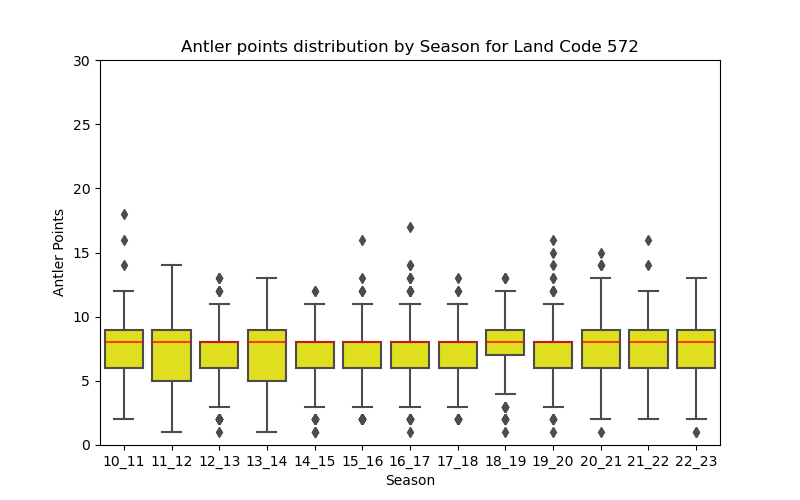 Antler points distribution by Season for Land Code 572
30
25
20
15
10
5
0
Antler Points
10_11 11_12 12_13 13_14 14_15 15_16 16_17 17_18 18_19 19_20 20_21 21_22 22_23
Season